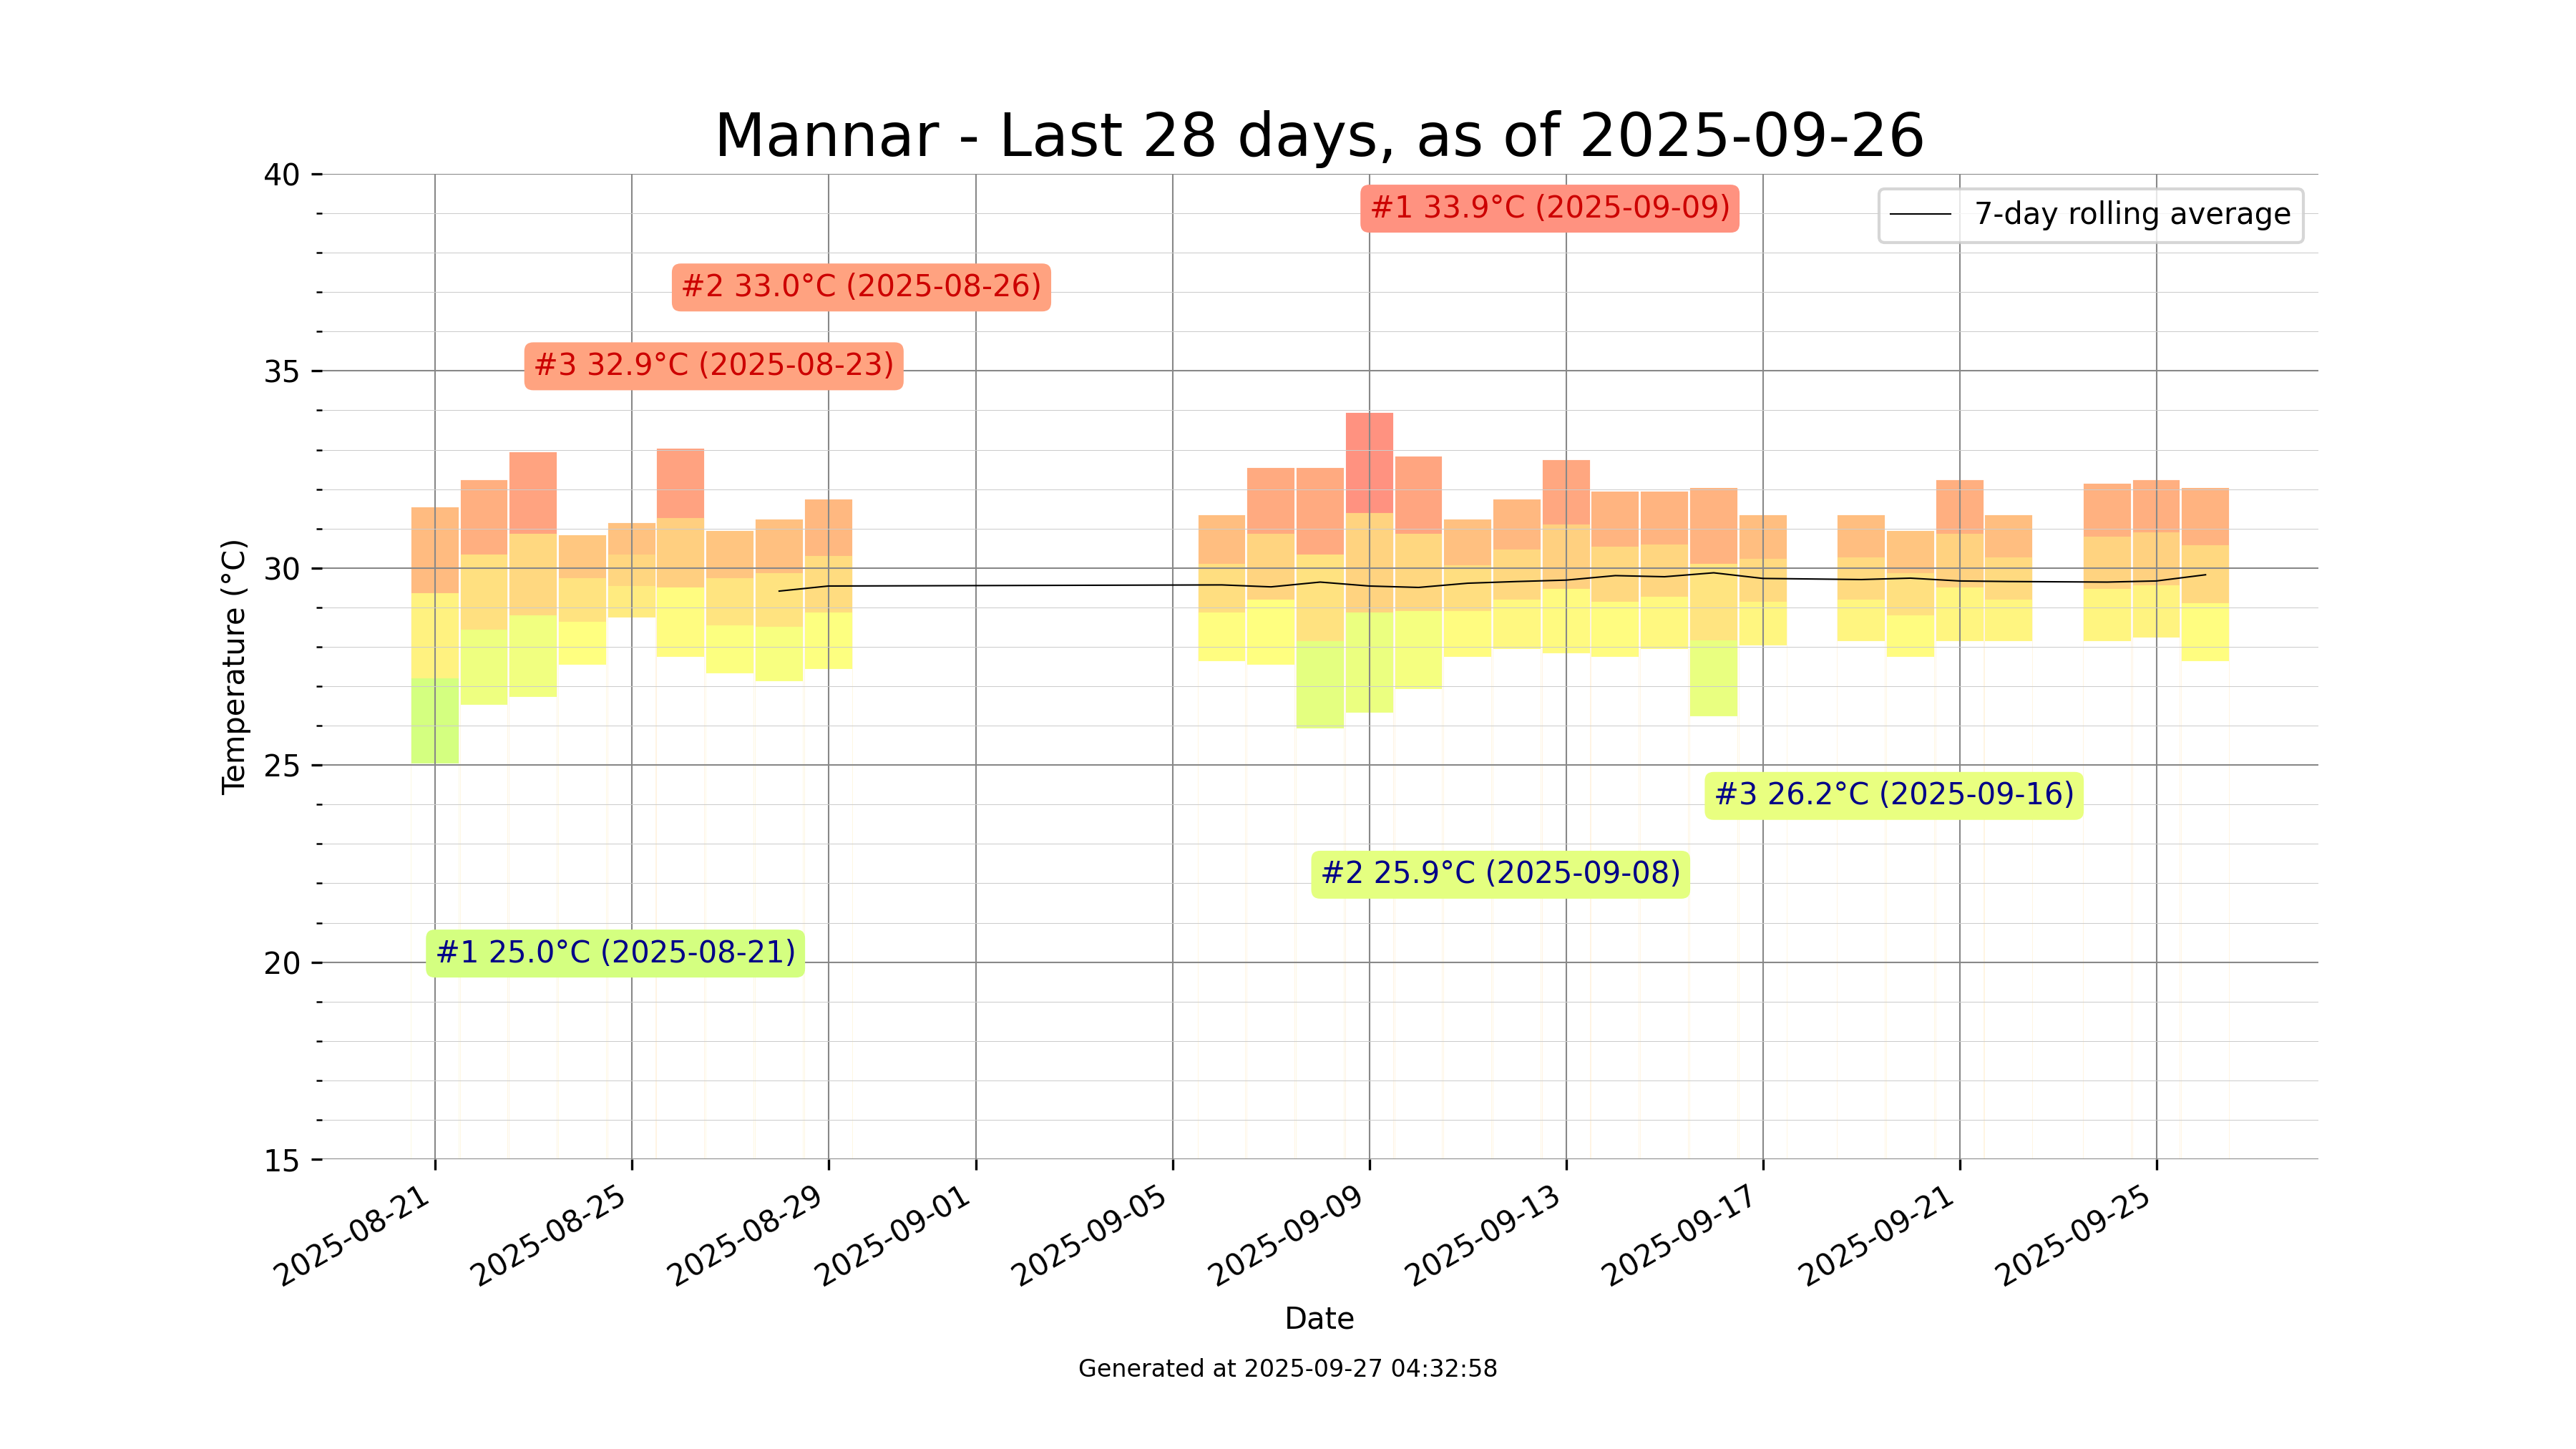 Mannar - Last 28 days, as of 2025-09-26
40
35
30
25
20
15
Temperature (°C)
#1 33.9°C (2025-09-09)
7-day rolling average
#2 33.0°C (2025-08-26)
#3 32.9°C (2025-08-23)
#3 26.2°C (2025-09-16)
#2 25.9°C (2025-09-08)
#1 25.0°C (2025-08-21)
2025-08-21
2025-08-25
2025-08-29
2025-09-01
2025-09-05
2025-09-09
2025-09-13
2025-09-17
2025-09-21
2025-09-25
Date
Generated at 2025-09-27 04:32:58